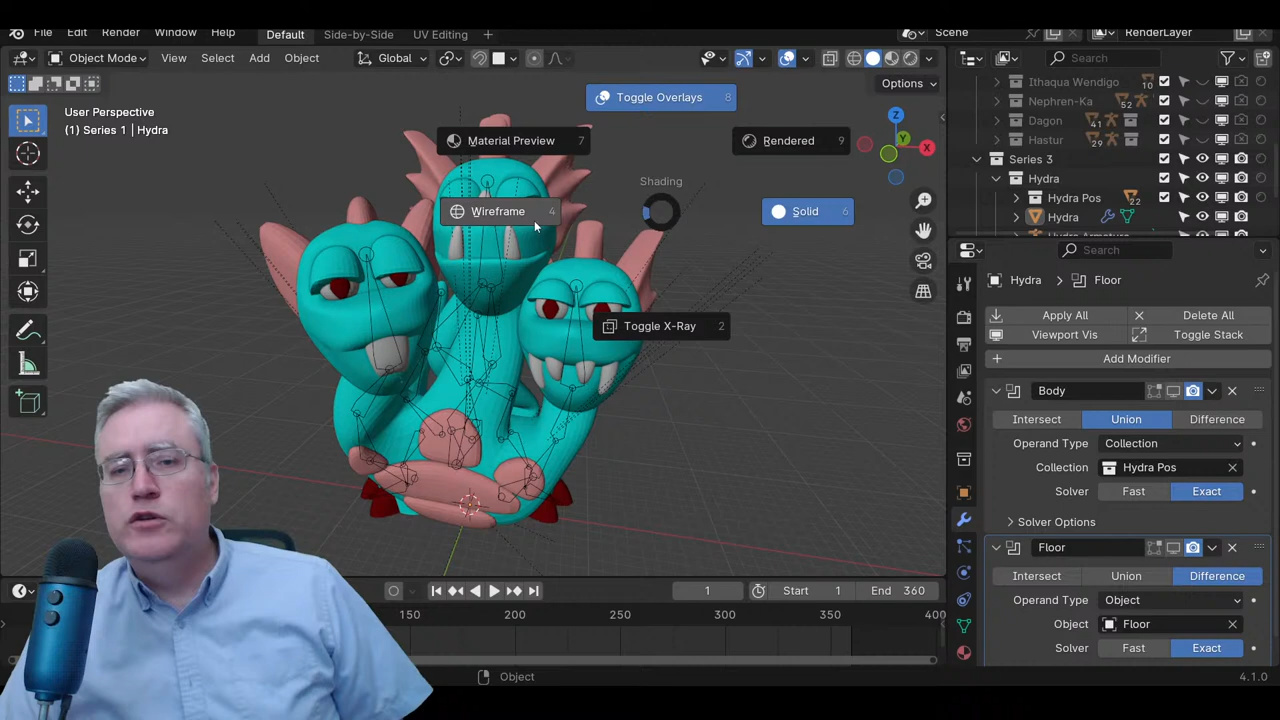 File Edit Render Window Help Default Side-by-Side UV Editing + Scene RenderLayer
Object Mode View Select Add Object Global Search
Options
User Perspective
(1) Series 1 | Hydra
Toggle Overlays 8
Material Preview 7
Rendered 9
Shading
Wireframe 4
Solid 6
Toggle X-Ray 2
Z
Y
X
Ithaqua Wendigo 10
Nephren-Ka 52
Dagon 41
Hastur 29
Series 3
Hydra
Hydra Pos 22
Hydra
Search
Hydra > Floor
Apply All Delete All
Viewport Vis Toggle Stack
Add Modifier
Body
Intersect Union Difference
Operand Type Collection
Collection Hydra Pos
Solver Fast Exact
Solver Options
Floor
Intersect Union Difference
Operand Type Object
Object Floor
Solver Fast Exact
1 Start 1 End 360
150 200 250 300 350 400
Object 4.1.0